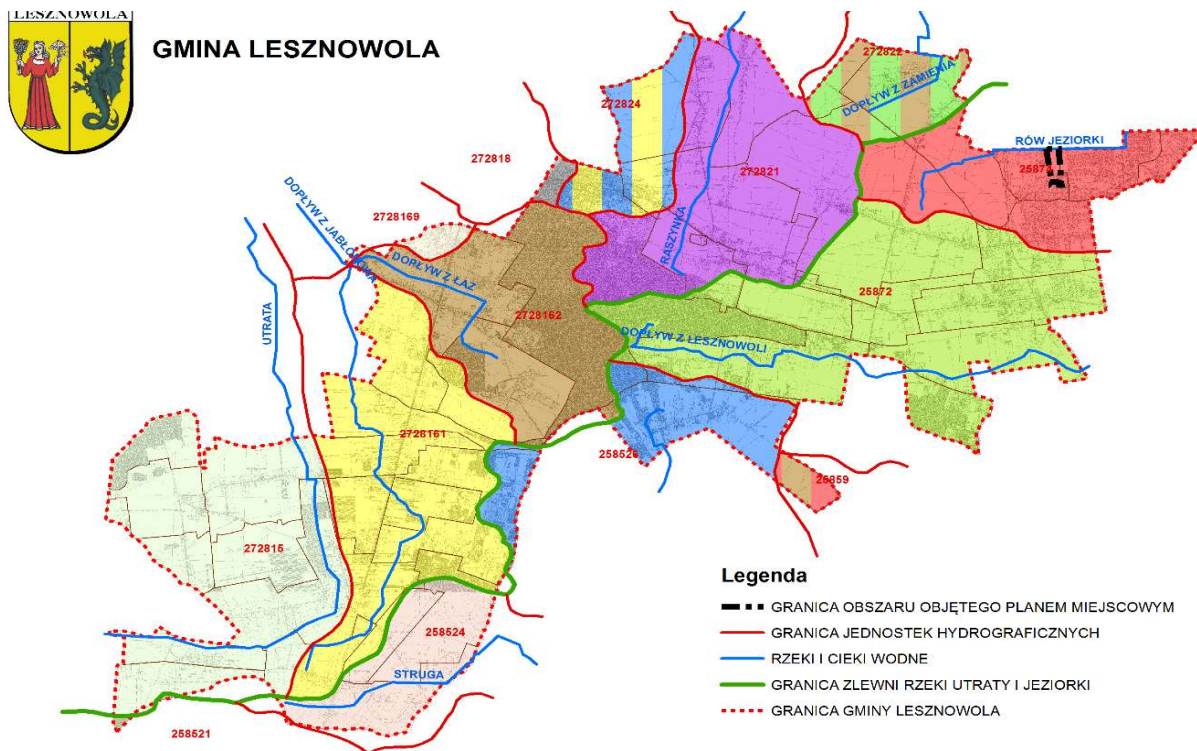 LESZNOWOLA
GMINA LESZNOWOLA
272822
DOPŁYW Z ZAMIENIA
272824
RÓW JEZIORKI
272818
272821
DOPŁYW Z JABŁONOWA
2728169
RASZYNKA
DOPŁYW Z ŁAZ
UTRATA
25872
2728162
DOPŁYW Z LESZNOWOLI
2728161
258526
25859
272815
258524
STRUGA
258521
Legenda
GRANICA OBSZARU OBJĘTEGO PLANEM MIEJSCOWYM
GRANICA JEDNOSTEK HYDROGRAFICZNYCH
RZEKI I CIEKI WODNE
GRANICA ZLEWNI RZEKI UTRATY I JEZIORKI
GRANICA GMINY LESZNOWOLA